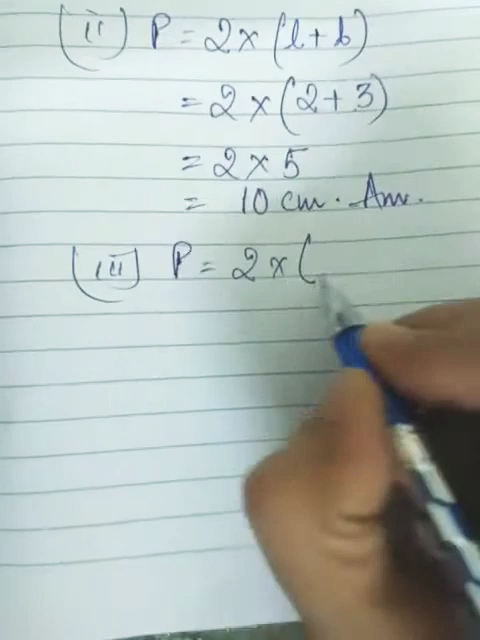 (ii) P = 2 × (l + b)
= 2 × (2 + 3)
= 2 × 5
= 10 cm. Ans.
(iii) P = 2 × (